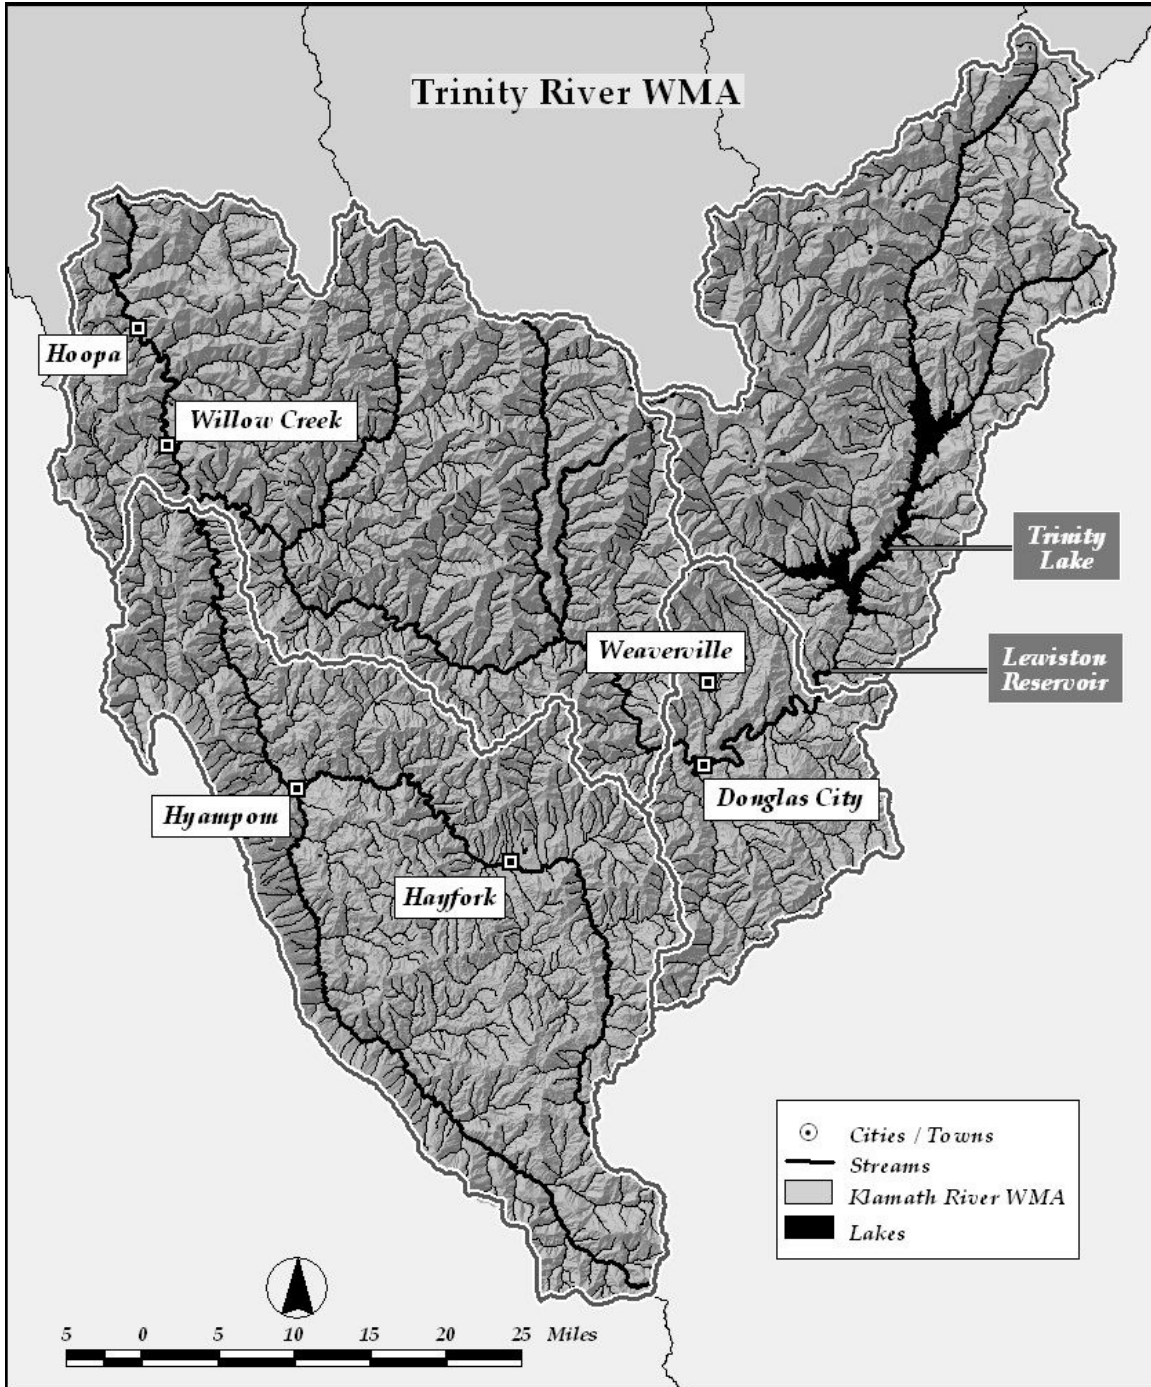 Trinity River WMA
Hoopa
Willow Creek
Trinity
Lake
Weaverville
Lewiston
Reservoir
Hyampom
Douglas City
Hayfork
Cities / Towns
Streams
Klamath River WMA
Lakes
5 0 5 10 15 20 25 Miles